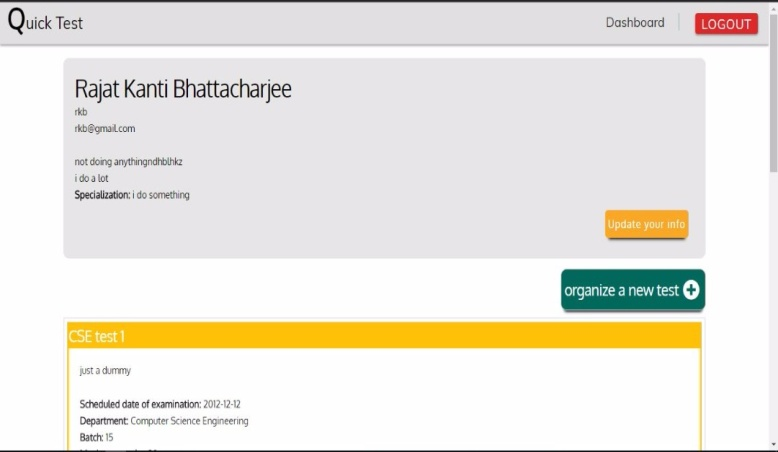 Quick Test
Dashboard
LOGOUT
Rajat Kanti Bhattacharjee
rkb
rkb@gmail.com
not doing anythingndhblhkz
i do a lot
Specialization: i do something
Update your info
organize a new test
CSE test 1
just a dummy
Scheduled date of examination: 2012-12-12
Department: Computer Science Engineering
Batch: 15